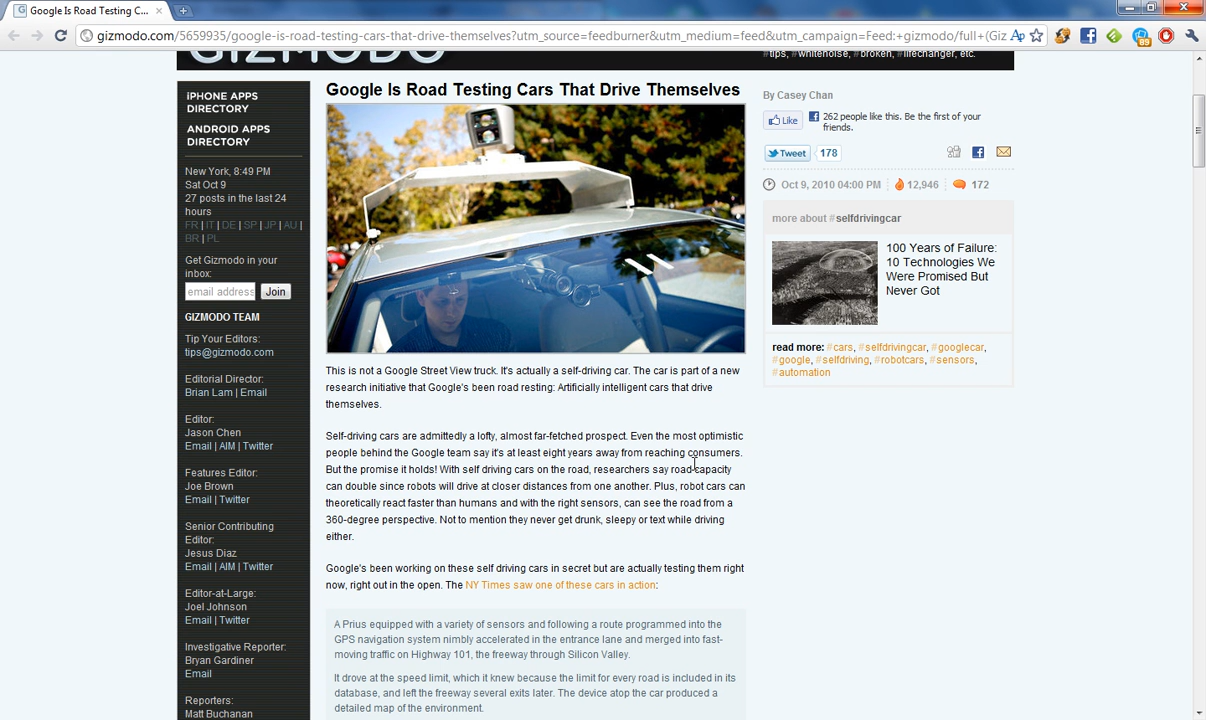 Google Is Road Testing C...
gizmodo.com/5659935/google-is-road-testing-cars-that-drive-themselves?utm_source=feedburner&utm_medium=feed&utm_campaign=Feed:+gizmodo/full+(Giz
GIZMODO
#tips, #whitenoise, #broken, #lifechanger, etc.
iPHONE APPS
DIRECTORY
ANDROID APPS
DIRECTORY
New York, 8:49 PM
Sat Oct 9
27 posts in the last 24
hours
FR | IT | DE | SP | JP | AU |
BR | PL
Get Gizmodo in your
inbox:
email address
Join
GIZMODO TEAM
Tip Your Editors:
tips@gizmodo.com
Editorial Director:
Brian Lam | Email
Editor:
Jason Chen
Email | AIM | Twitter
Features Editor:
Joe Brown
Email | Twitter
Senior Contributing
Editor:
Jesus Diaz
Email | AIM | Twitter
Editor-at-Large:
Joel Johnson
Email | Twitter
Investigative Reporter:
Bryan Gardiner
Email
Reporters:
Matt Buchanan
Google Is Road Testing Cars That Drive Themselves
This is not a Google Street View truck. It's actually a self-driving car. The car is part of a new
research initiative that Google's been road resting: Artificially intelligent cars that drive
themselves.
Self-driving cars are admittedly a lofty, almost far-fetched prospect. Even the most optimistic
people behind the Google team say it's at least eight years away from reaching consumers.
But the promise it holds! With self driving cars on the road, researchers say road capacity
can double since robots will drive at closer distances from one another. Plus, robot cars can
theoretically react faster than humans and with the right sensors, can see the road from a
360-degree perspective. Not to mention they never get drunk, sleepy or text while driving
either.
Google's been working on these self driving cars in secret but are actually testing them right
now, right out in the open. The NY Times saw one of these cars in action:
A Prius equipped with a variety of sensors and following a route programmed into the
GPS navigation system nimbly accelerated in the entrance lane and merged into fast-
moving traffic on Highway 101, the freeway through Silicon Valley.
It drove at the speed limit, which it knew because the limit for every road is included in its
database, and left the freeway several exits later. The device atop the car produced a
detailed map of the environment.
By Casey Chan
Like
262 people like this. Be the first of your
friends.
Tweet
178
Oct 9, 2010 04:00 PM
12,946
172
more about #selfdrivingcar
100 Years of Failure:
10 Technologies We
Were Promised But
Never Got
read more: #cars, #selfdrivingcar, #googlecar,
#google, #selfdriving, #robotcars, #sensors,
#automation
89